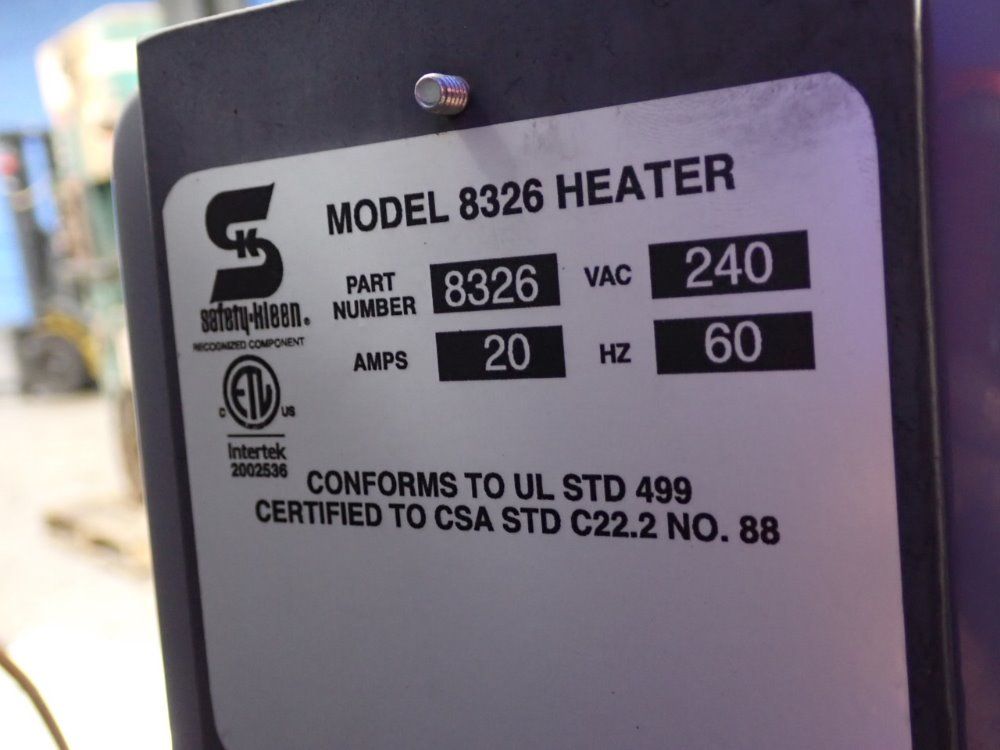 SK
MODEL 8326 HEATER
safety-kleen®
PART NUMBER 8326 VAC 240
AMPS 20 HZ 60
RECOGNIZED COMPONENT
C ETL US
Intertek
2002536
CONFORMS TO UL STD 499
CERTIFIED TO CSA STD C22.2 NO. 88